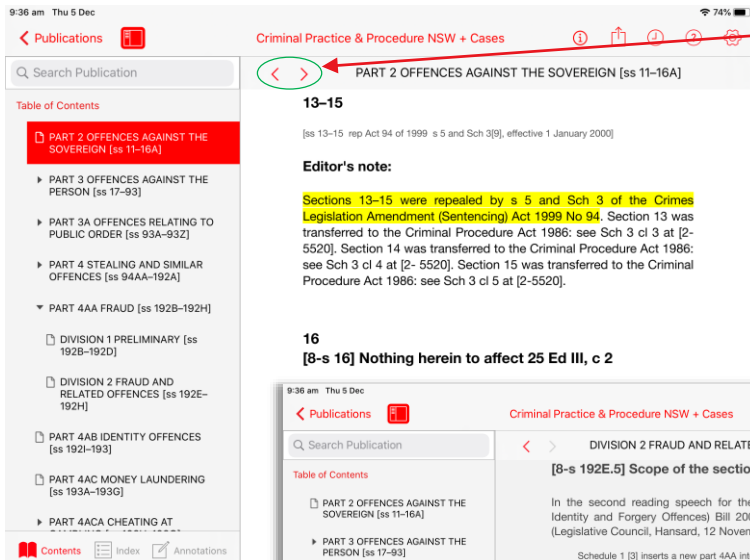 9:36 am Thu 5 Dec
74%
Publications
Criminal Practice & Procedure NSW + Cases
Search Publication
PART 2 OFFENCES AGAINST THE SOVEREIGN [ss 11–16A]
Table of Contents
PART 2 OFFENCES AGAINST THE
SOVEREIGN [ss 11–16A]
PART 3 OFFENCES AGAINST THE
PERSON [ss 17–93]
PART 3A OFFENCES RELATING TO
PUBLIC ORDER [ss 93A–93Z]
PART 4 STEALING AND SIMILAR
OFFENCES [ss 94AA–192A]
PART 4AA FRAUD [ss 192B–192H]
DIVISION 1 PRELIMINARY [ss
192B–192D]
DIVISION 2 FRAUD AND
RELATED OFFENCES [ss 192E–
192H]
PART 4AB IDENTITY OFFENCES
[ss 192I–193]
PART 4AC MONEY LAUNDERING
[ss 193A–193G]
PART 4ACA CHEATING AT
Contents
Index
Annotations
13–15
[ss 13–15 rep Act 94 of 1999 s 5 and Sch 3[9], effective 1 January 2000]
Editor's note:
Sections 13–15 were repealed by s 5 and Sch 3 of the Crimes
Legislation Amendment (Sentencing) Act 1999 No 94. Section 13 was
transferred to the Criminal Procedure Act 1986: see Sch 3 cl 3 at [2-
5520]. Section 14 was transferred to the Criminal Procedure Act 1986:
see Sch 3 cl 4 at [2- 5520]. Section 15 was transferred to the Criminal
Procedure Act 1986: see Sch 3 cl 5 at [2-5520].
16
[8-s 16] Nothing herein to affect 25 Ed III, c 2
9:36 am Thu 5 Dec
Publications
Criminal Practice & Procedure NSW + Cases
Search Publication
DIVISION 2 FRAUD AND RELATE
Table of Contents
PART 2 OFFENCES AGAINST THE
SOVEREIGN [ss 11–16A]
PART 3 OFFENCES AGAINST THE
PERSON [ss 17–93]
[8-s 192E.5] Scope of the sectio
In the second reading speech for the
Identity and Forgery Offences) Bill 200
(Legislative Council, Hansard, 12 Novem
Schedule 1 [3] inserts a new part 4AA int